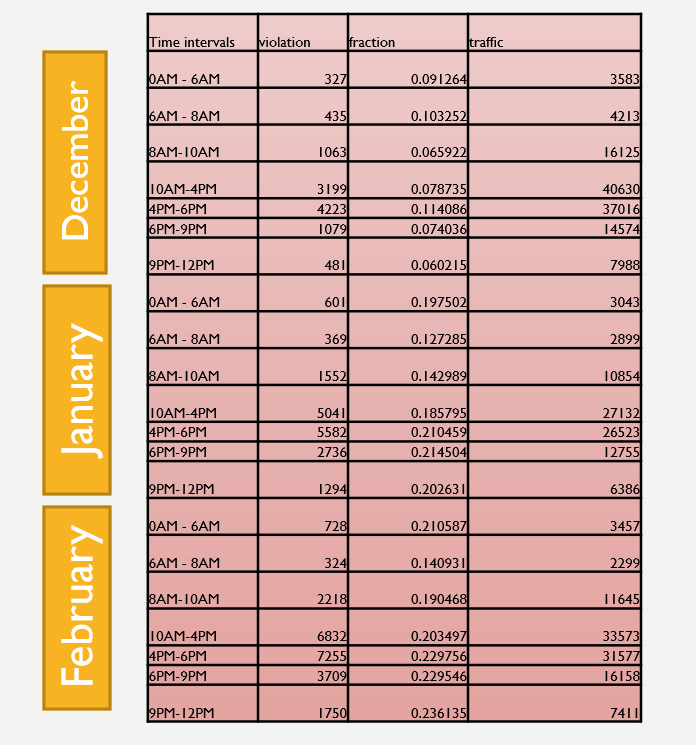 Time intervals violation fraction traffic
December
0AM - 6AM 327 0.091264 3583
6AM - 8AM 435 0.103252 4213
8AM-10AM 1063 0.065922 16125
10AM-4PM 3199 0.078735 40630
4PM-6PM 4223 0.114086 37016
6PM-9PM 1079 0.074036 14574
9PM-12PM 481 0.060215 7988
January
0AM - 6AM 601 0.197502 3043
6AM - 8AM 369 0.127285 2899
8AM-10AM 1552 0.142989 10854
10AM-4PM 5041 0.185795 27132
4PM-6PM 5582 0.210459 26523
6PM-9PM 2736 0.214504 12755
9PM-12PM 1294 0.202631 6386
February
0AM - 6AM 728 0.210587 3457
6AM - 8AM 324 0.140931 2299
8AM-10AM 2218 0.190468 11645
10AM-4PM 6832 0.203497 33573
4PM-6PM 7255 0.229756 31577
6PM-9PM 3709 0.229546 16158
9PM-12PM 1750 0.236135 7411